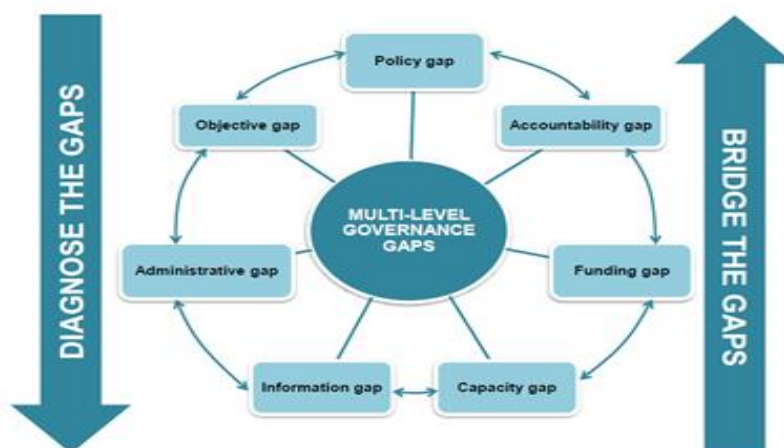 DIAGNOSE THE GAPS
Policy gap
Objective gap
Accountability gap
MULTI-LEVEL
GOVERNANCE
GAPS
Administrative gap
Funding gap
Information gap
Capacity gap
BRIDGE THE GAPS